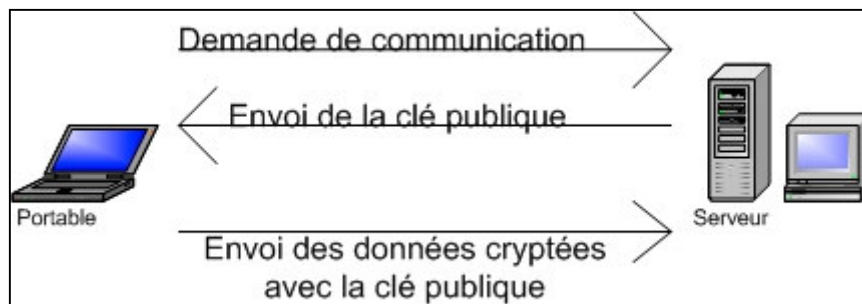 Demande de communication
Envoi de la clé publique
Portable
Serveur
Envoi des données cryptées
avec la clé publique